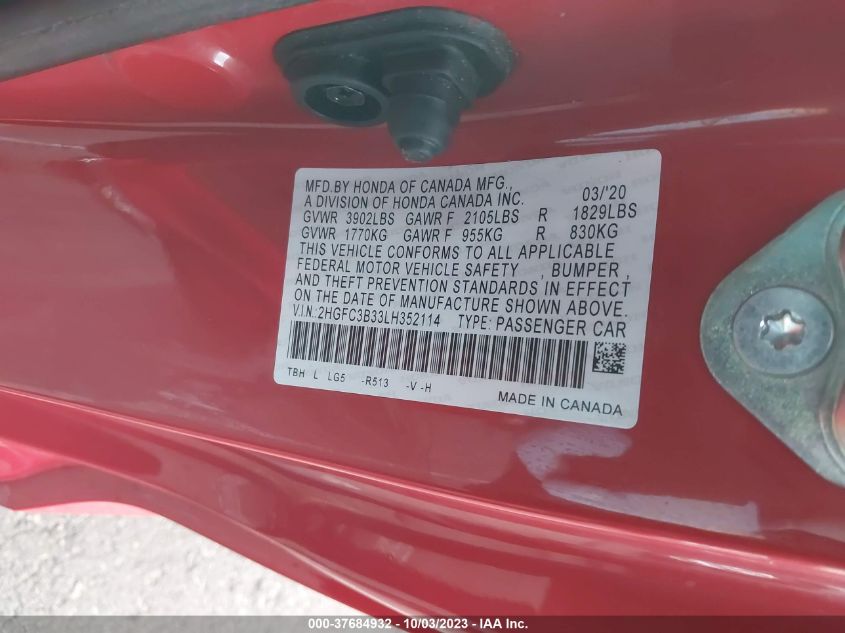 MFD.BY HONDA OF CANADA MFG., 03/'20
A DIVISION OF HONDA CANADA INC.
GVWR 3902LBS GAWR F 2105LBS R 1829LBS
GVWR 1770KG GAWR F 955KG R 830KG
THIS VEHICLE CONFORMS TO ALL APPLICABLE
FEDERAL MOTOR VEHICLE SAFETY , BUMPER ,
AND THEFT PREVENTION STANDARDS IN EFFECT
ON THE DATE OF MANUFACTURE SHOWN ABOVE.
V.I.N.:2HGFC3B33LH352114 TYPE: PASSENGER CAR
TBH L LG5 -R513 -V -H
MADE IN CANADA
000-37684932 - 10/03/2023 - IAA Inc.